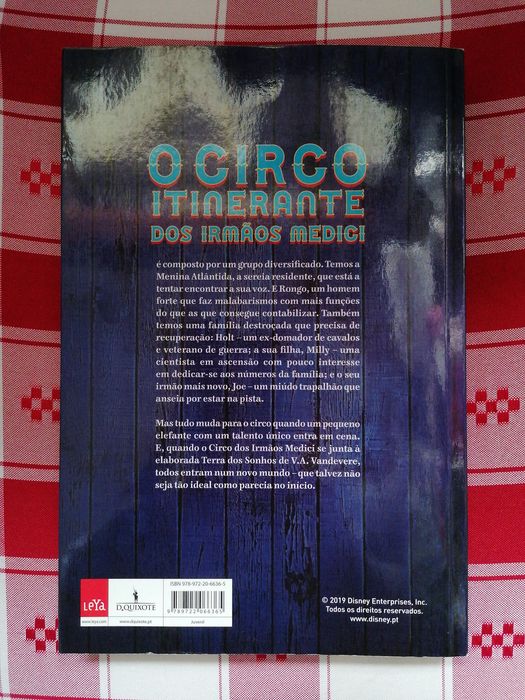 O CIRCO
ITINERANTE
DOS IRMÃOS MEDICI
é composto por um grupo diversificado. Temos a
Menina Atlântida, a sereia residente, que está a
tentar encontrar a sua voz. E Rongo, um homem
forte que faz malabarismos com mais funções
do que as que consegue contabilizar. Também
temos uma família destroçada que precisa de
recuperação: Holt – um ex-domador de cavalos
e veterano de guerra; a sua filha, Milly – uma
cientista em ascensão com pouco interesse
em dedicar-se aos números da família; e o seu
irmão mais novo, Joe – um miúdo trapalhão que
anseia por estar na pista.
Mas tudo muda para o circo quando um pequeno
elefante com um talento único entra em cena.
E, quando o Circo dos Irmãos Medici se junta à
elaborada Terra dos Sonhos de V.A. Vandevere,
todos entram num novo mundo – que talvez não
seja tão ideal como parecia no início.
LEYA
www.leya.com
D. QUIXOTE
www.dquixote.pt
ISBN 978-972-20-6636-5
9 789722 066365
Juvenil
© 2019 Disney Enterprises, Inc.
Todos os direitos reservados.
www.disney.pt